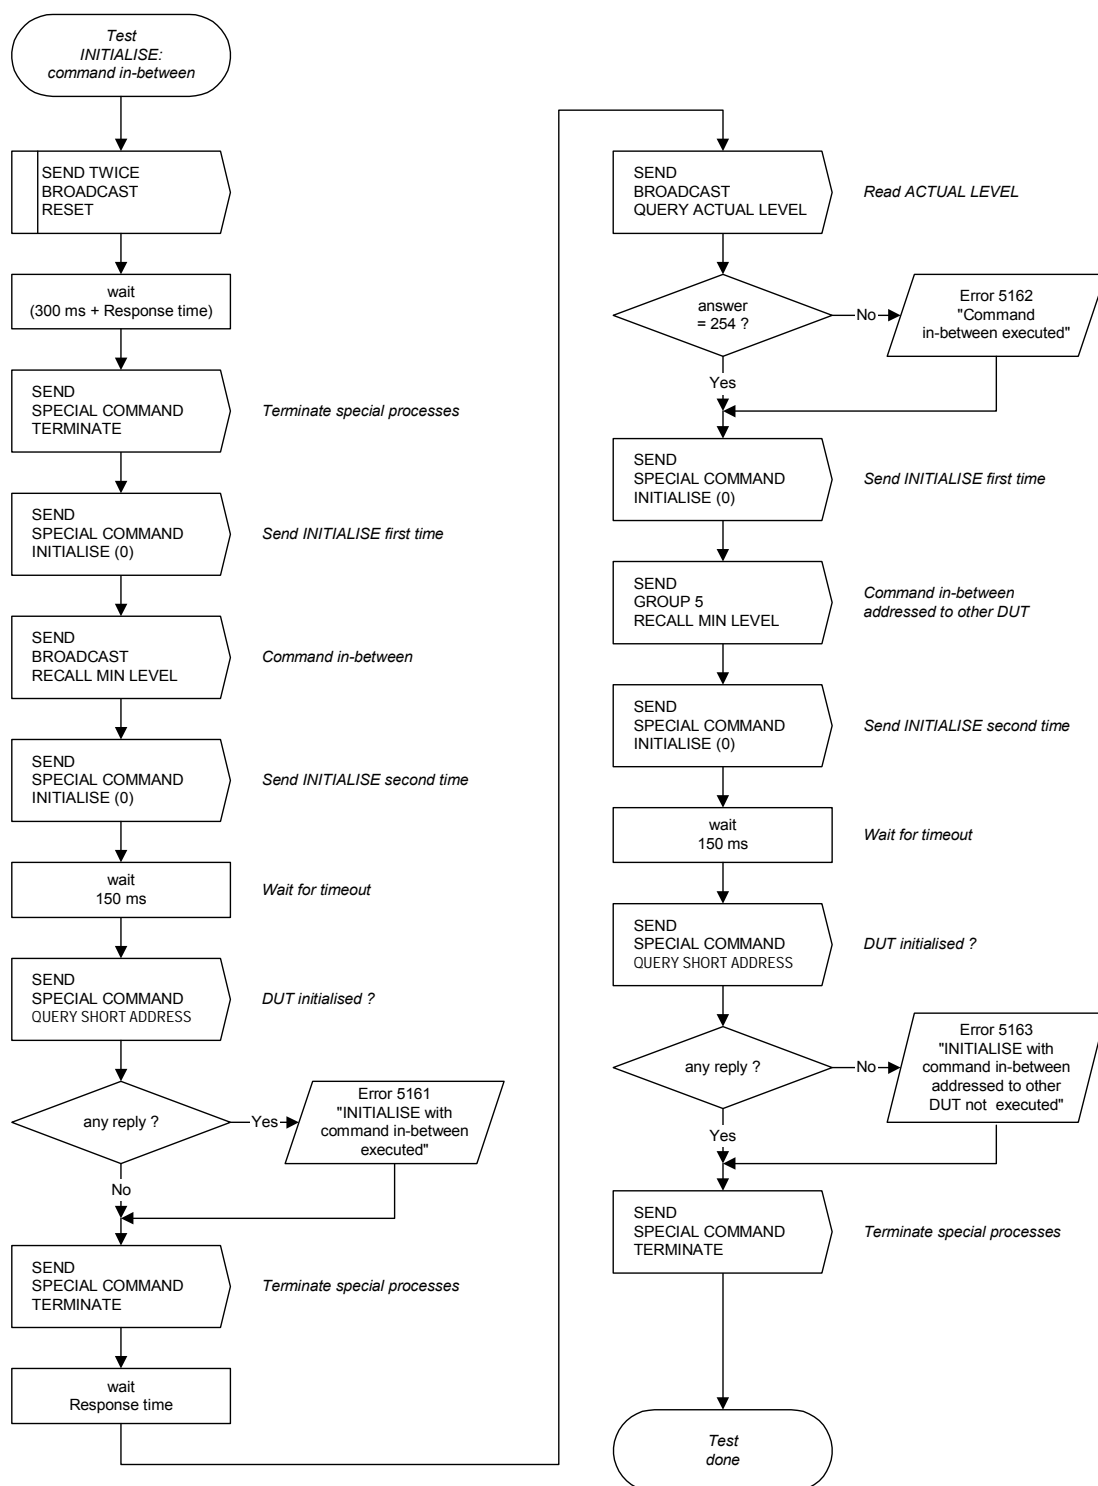 Test
INITIALISE:
command in-between
SEND TWICE
BROADCAST
RESET
wait
(300 ms + Response time)
SEND
SPECIAL COMMAND
TERMINATE
Terminate special processes
SEND
SPECIAL COMMAND
INITIALISE (0)
Send INITIALISE first time
SEND
BROADCAST
RECALL MIN LEVEL
Command in-between
SEND
SPECIAL COMMAND
INITIALISE (0)
Send INITIALISE second time
wait
150 ms
Wait for timeout
SEND
SPECIAL COMMAND
QUERY SHORT ADDRESS
DUT initialised ?
any reply ?
Yes
Error 5161
"INITIALISE with
command in-between
executed"
No
SEND
SPECIAL COMMAND
TERMINATE
Terminate special processes
wait
Response time
SEND
BROADCAST
QUERY ACTUAL LEVEL
Read ACTUAL LEVEL
answer
= 254 ?
No
Error 5162
"Command
in-between executed"
Yes
SEND
SPECIAL COMMAND
INITIALISE (0)
Send INITIALISE first time
SEND
GROUP 5
RECALL MIN LEVEL
Command in-between
addressed to other DUT
SEND
SPECIAL COMMAND
INITIALISE (0)
Send INITIALISE second time
wait
150 ms
Wait for timeout
SEND
SPECIAL COMMAND
QUERY SHORT ADDRESS
DUT initialised ?
any reply ?
No
Error 5163
"INITIALISE with
command in-between
addressed to other
DUT not executed"
Yes
SEND
SPECIAL COMMAND
TERMINATE
Terminate special processes
Test
done